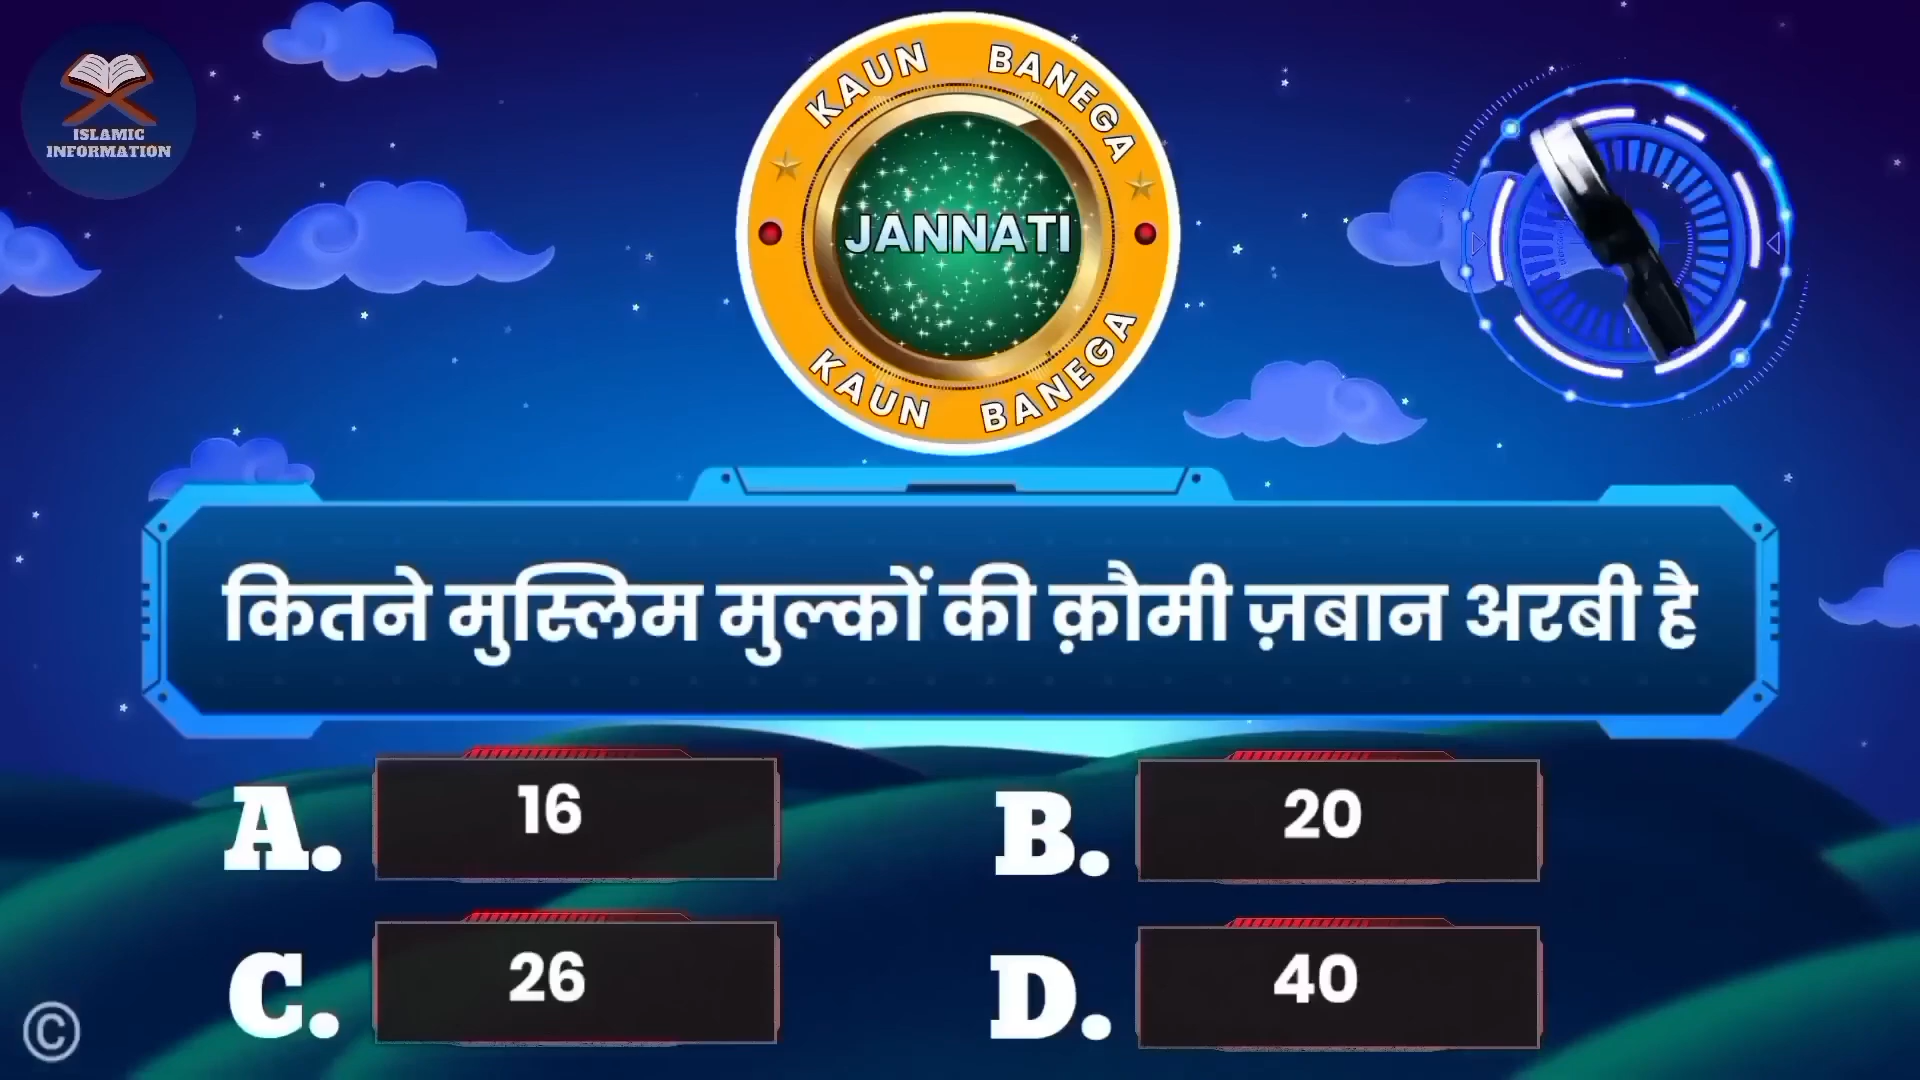 ISLAMIC
INFORMATION
KAUN BANEGA
JANNATI
KAUN BANEGA
कितने मुस्लिम मुल्कों की क़ौमी ज़बान अरबी है
A. 16
B. 20
C. 26
D. 40
©